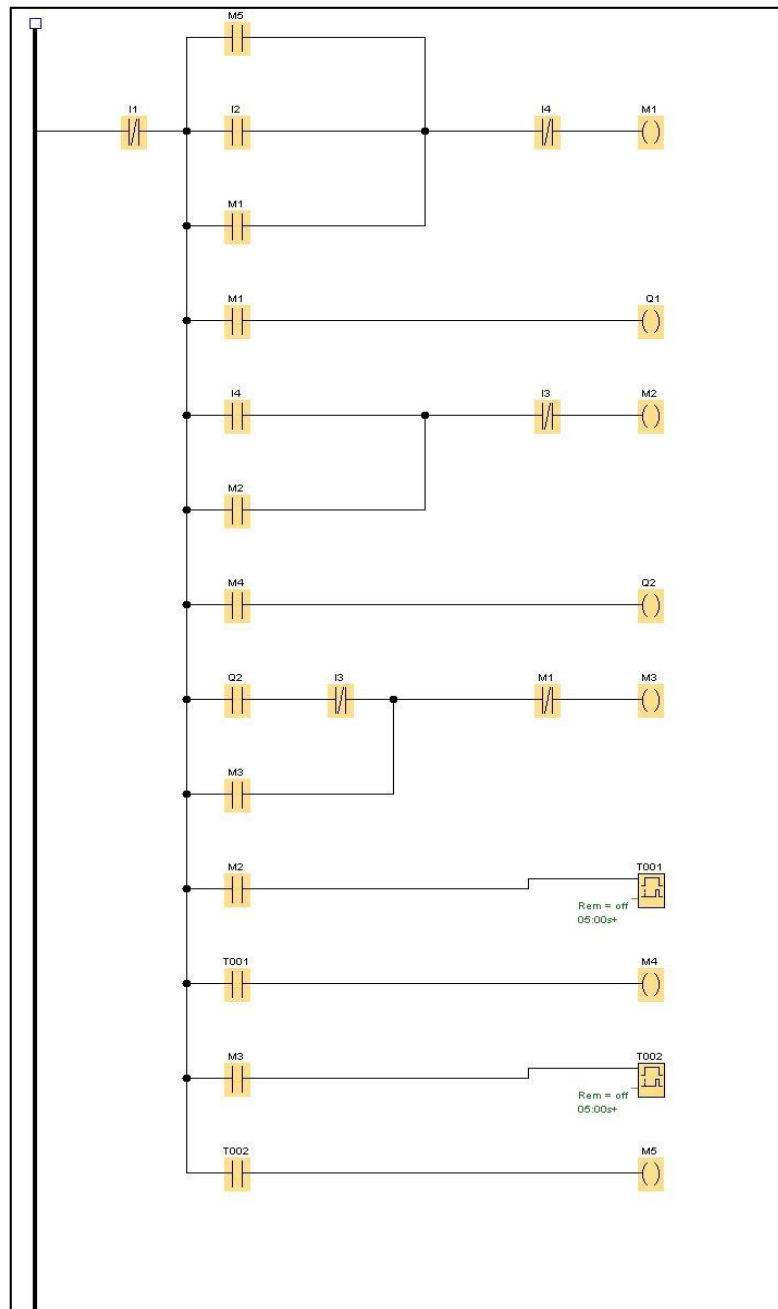 M5
I1
I2
I4
M1
M1
M1
Q1
I4
I3
M2
M2
M4
Q2
Q2
I3
M1
M3
M3
M2
T001
Rem = off
05:00s+
T001
M4
M3
T002
Rem = off
05:00s+
T002
M5